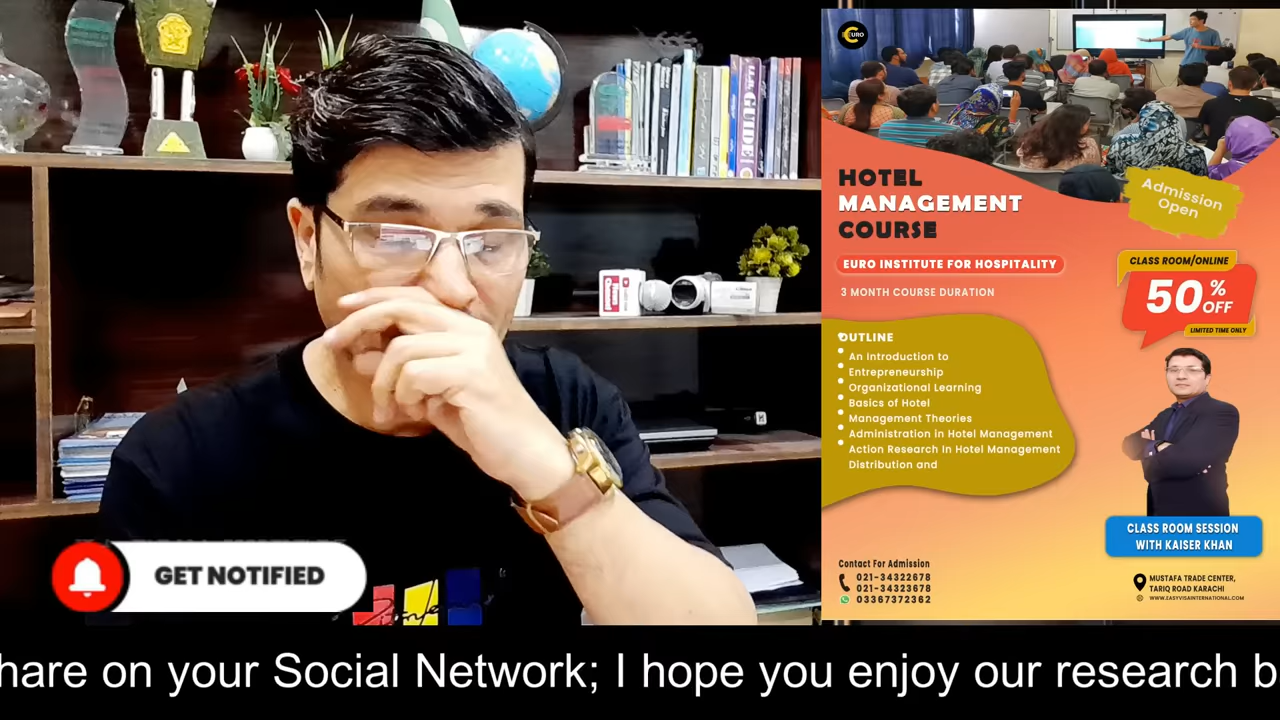 GUIDE
GET NOTIFIED
EURO
HOTEL
MANAGEMENT
COURSE
EURO INSTITUTE FOR HOSPITALITY
3 MONTH COURSE DURATION
Admission
Open
CLASS ROOM/ONLINE
50%
OFF
LIMITED TIME ONLY
OUTLINE
An Introduction to
Entrepreneurship
Organizational Learning
Basics of Hotel
Management Theories
Administration in Hotel Management
Action Research In Hotel Management
Distribution and
CLASS ROOM SESSION
WITH KAISER KHAN
Contact For Admission
021-34322678
021-34323678
03367372362
MUSTAFA TRADE CENTER,
TARIQ ROAD KARACHI
WWW.EASYVISAINTERNATIONAL.COM
hare on your Social Network; I hope you enjoy our research b